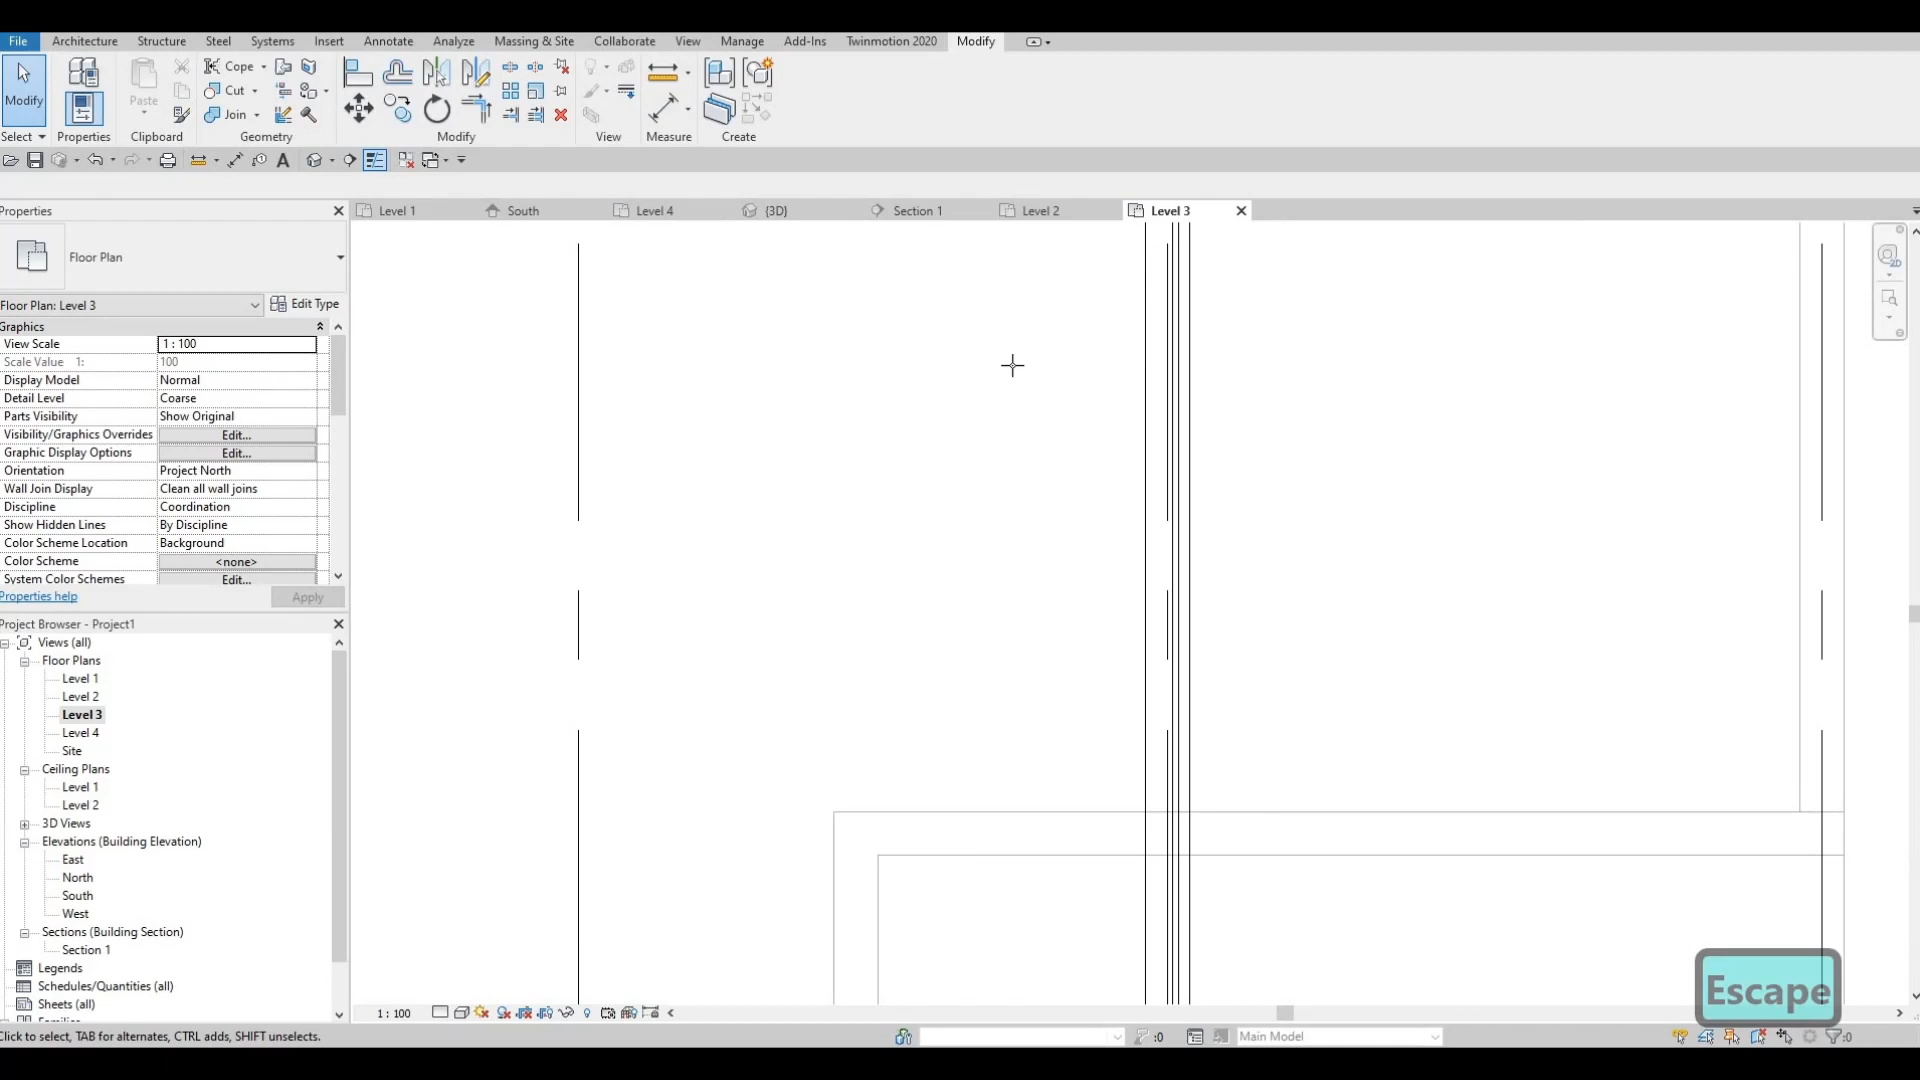 File Architecture Structure Steel Systems Insert Annotate Analyze Massing & Site Collaborate View Manage Add-Ins Twinmotion 2020 Modify
Modify Paste Cope Cut Join
Select Properties Clipboard Geometry Modify View Measure Create
Properties Level 1 South Level 4 {3D} Section 1 Level 2 Level 3
Floor Plan
Floor Plan: Level 3 Edit Type
Graphics
View Scale 1 : 100
Scale Value 1: 100
Display Model Normal
Detail Level Coarse
Parts Visibility Show Original
Visibility/Graphics Overrides Edit...
Graphic Display Options Edit...
Orientation Project North
Wall Join Display Clean all wall joins
Discipline Coordination
Show Hidden Lines By Discipline
Color Scheme Location Background
Color Scheme <none>
System Color Schemes Edit...
Properties help Apply
Project Browser - Project1
Views (all)
Floor Plans
Level 1
Level 2
Level 3
Level 4
Site
Ceiling Plans
Level 1
Level 2
3D Views
Elevations (Building Elevation)
East
North
South
West
Sections (Building Section)
Section 1
Legends
Schedules/Quantities (all)
Sheets (all)
Escape
1 : 100
Click to select, TAB for alternates, CTRL adds, SHIFT unselects. :0 Main Model :0